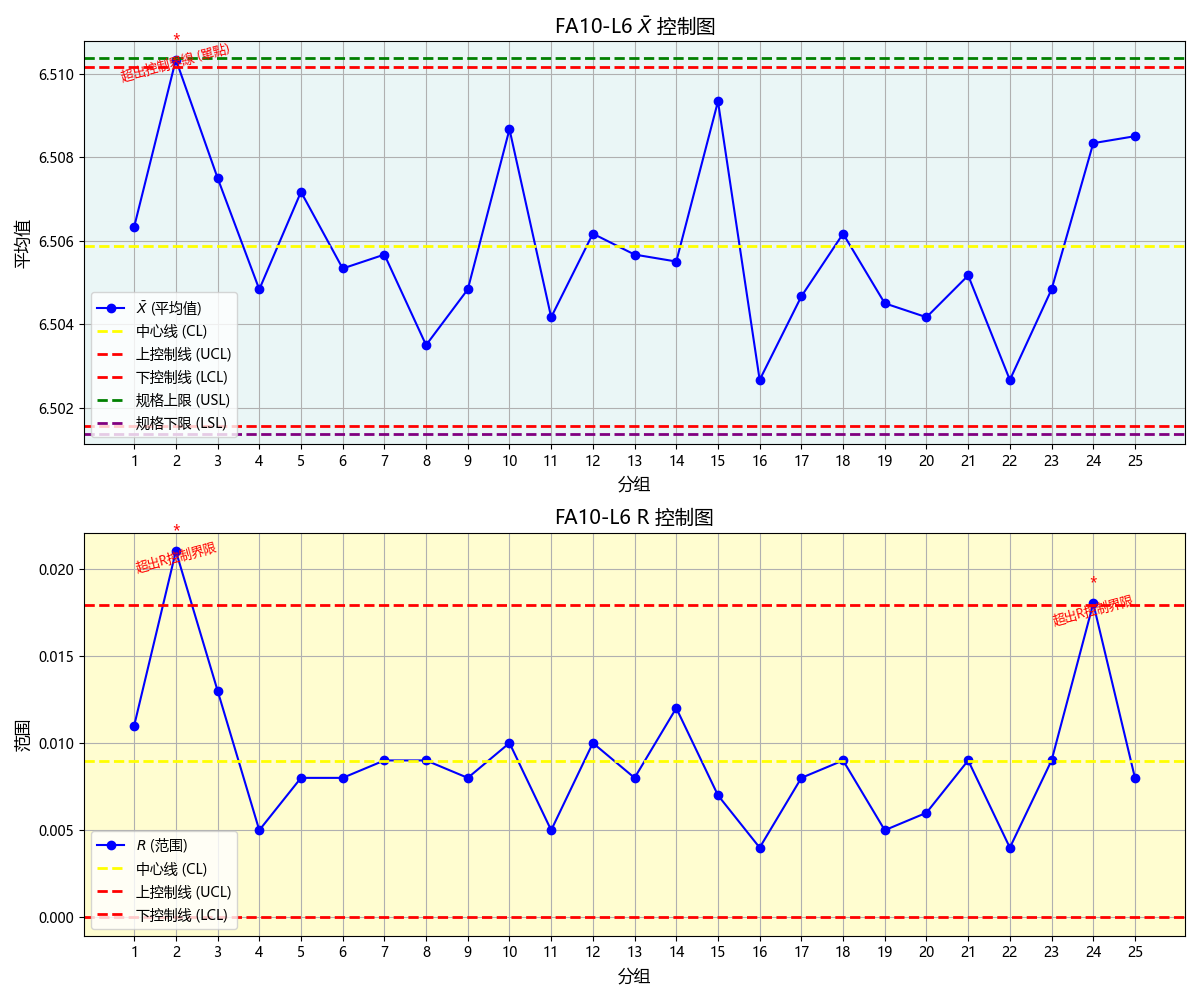 FA10-L6 X̄ 控制图
*
超出控制界線 (單點)
6.510
6.508
6.506
6.504
6.502
平均值
X̄ (平均值)
中心线 (CL)
上控制线 (UCL)
下控制线 (LCL)
规格上限 (USL)
规格下限 (LSL)
1 2 3 4 5 6 7 8 9 10 11 12 13 14 15 16 17 18 19 20 21 22 23 24 25
分组
FA10-L6 R 控制图
*
超出R控制界限
*
超出R控制界限
0.020
0.015
0.010
0.005
0.000
范围
R (范围)
中心线 (CL)
上控制线 (UCL)
下控制线 (LCL)
1 2 3 4 5 6 7 8 9 10 11 12 13 14 15 16 17 18 19 20 21 22 23 24 25
分组